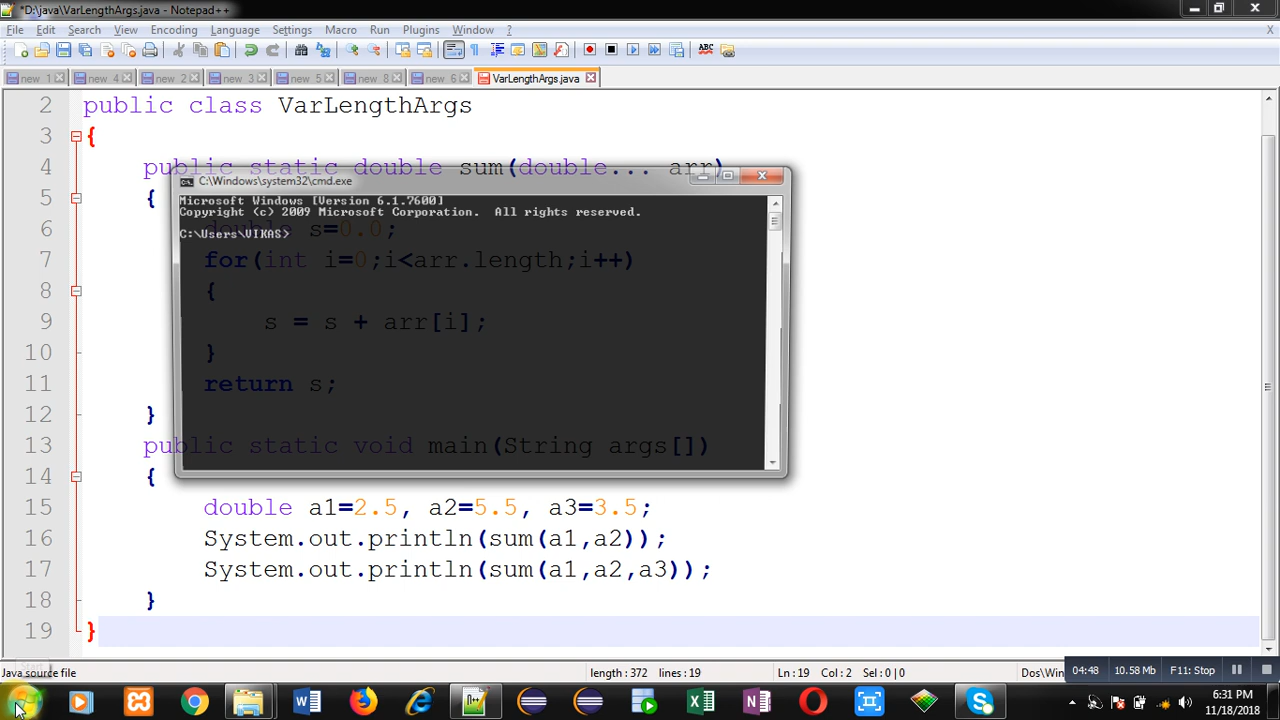 *D:\java\VarLengthArgs.java - Notepad++
File Edit Search View Encoding Language Settings Macro Run Plugins Window ? X
new 1 new 4 new 2 new 3 new 5 new 8 new 6 VarLengthArgs.java
2 public class VarLengthArgs
3 {
4 public static double sum(double... arr)
C:\Windows\system32\cmd.exe
5 {
Microsoft Windows [Version 6.1.7600]
Copyright (c) 2009 Microsoft Corporation. All rights reserved.
6 double s=0.0;
C:\Users\VIKAS>
7 for(int i=0;i<arr.length;i++)
8 {
9 s = s + arr[i];
10 }
11 return s;
12 }
13 public static void main(String args[])
14 {
15 double a1=2.5, a2=5.5, a3=3.5;
16 System.out.println(sum(a1,a2));
17 System.out.println(sum(a1,a2,a3));
18 }
19 }
Start
Java source file length : 372 lines : 19 Ln : 19 Col : 2 Sel : 0 | 0 Dos\Win
04:48 10.58 Mb F11: Stop
6:31 PM
11/18/2018